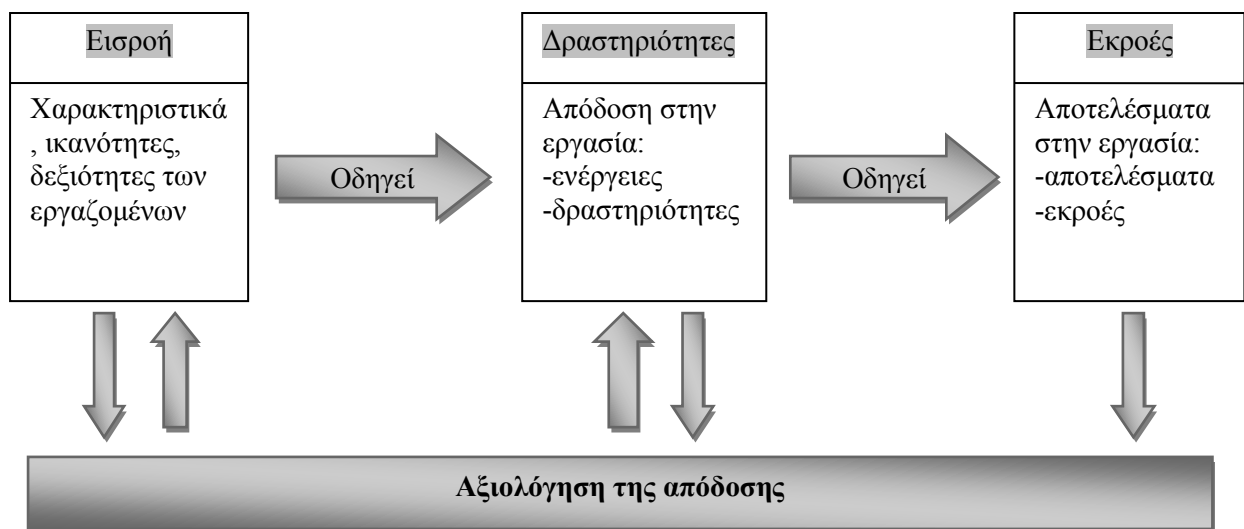 Εισροή
Χαρακτηριστικά
, ικανότητες,
δεξιότητες των
εργαζομένων
Οδηγεί
Δραστηριότητες
Απόδοση στην
εργασία:
-ενέργειες
-δραστηριότητες
Οδηγεί
Εκροές
Αποτελέσματα
στην εργασία:
-αποτελέσματα
-εκροές
Αξιολόγηση της απόδοσης